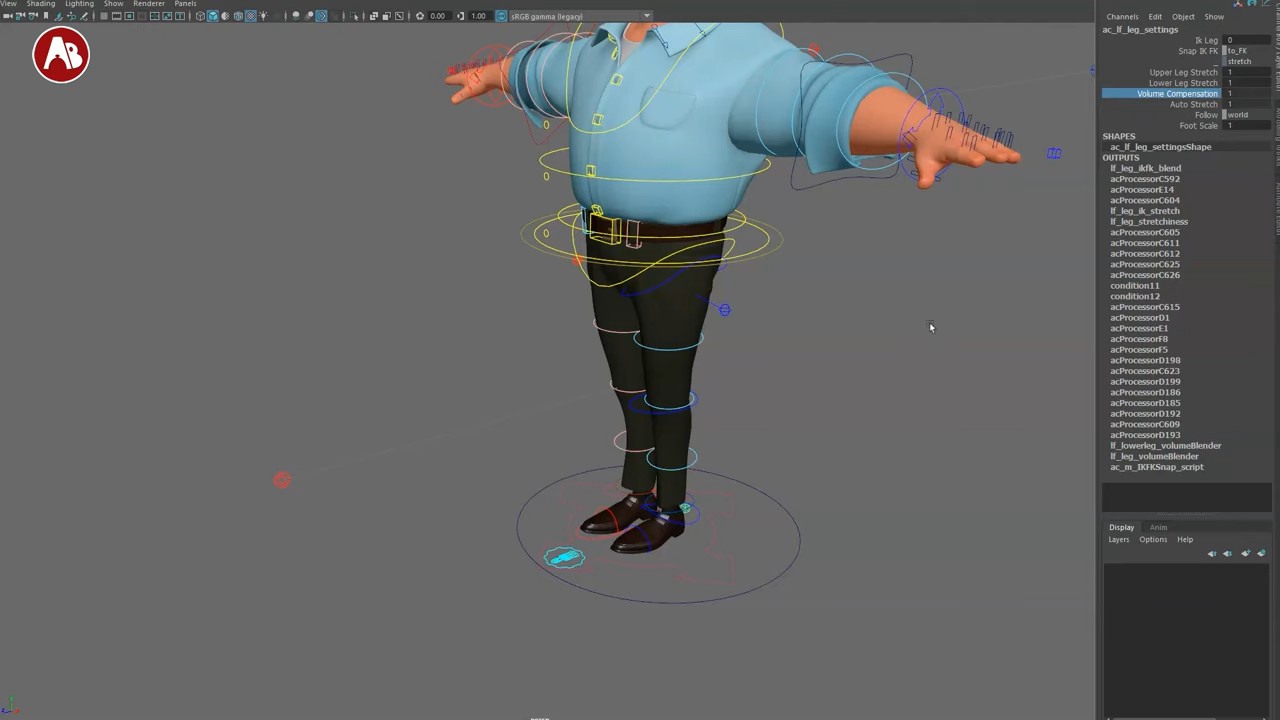 View Shading Lighting Show Renderer Panels
0.00 1.00 sRGB gamma (legacy)
AB
Channels Edit Object Show
ac_lf_leg_settings
Ik Leg 0
Snap IK FK to_FK
stretch
Upper Leg Stretch 1
Lower Leg Stretch 1
Volume Compensation 1
Auto Stretch 1
Follow world
Foot Scale 1
SHAPES
ac_lf_leg_settingsShape
OUTPUTS
lf_leg_ikfk_blend
acProcessorC592
acProcessorE14
acProcessorC604
lf_leg_ik_stretch
lf_leg_stretchiness
acProcessorC605
acProcessorC611
acProcessorC612
acProcessorC625
acProcessorC626
condition11
condition12
acProcessorC615
acProcessorD1
acProcessorE1
acProcessorF8
acProcessorF5
acProcessorD198
acProcessorC623
acProcessorD199
acProcessorD186
acProcessorD185
acProcessorD192
acProcessorC609
acProcessorD193
lf_lowerleg_volumeBlender
lf_leg_volumeBlender
ac_m_IKFKSnap_script
Display Anim
Layers Options Help